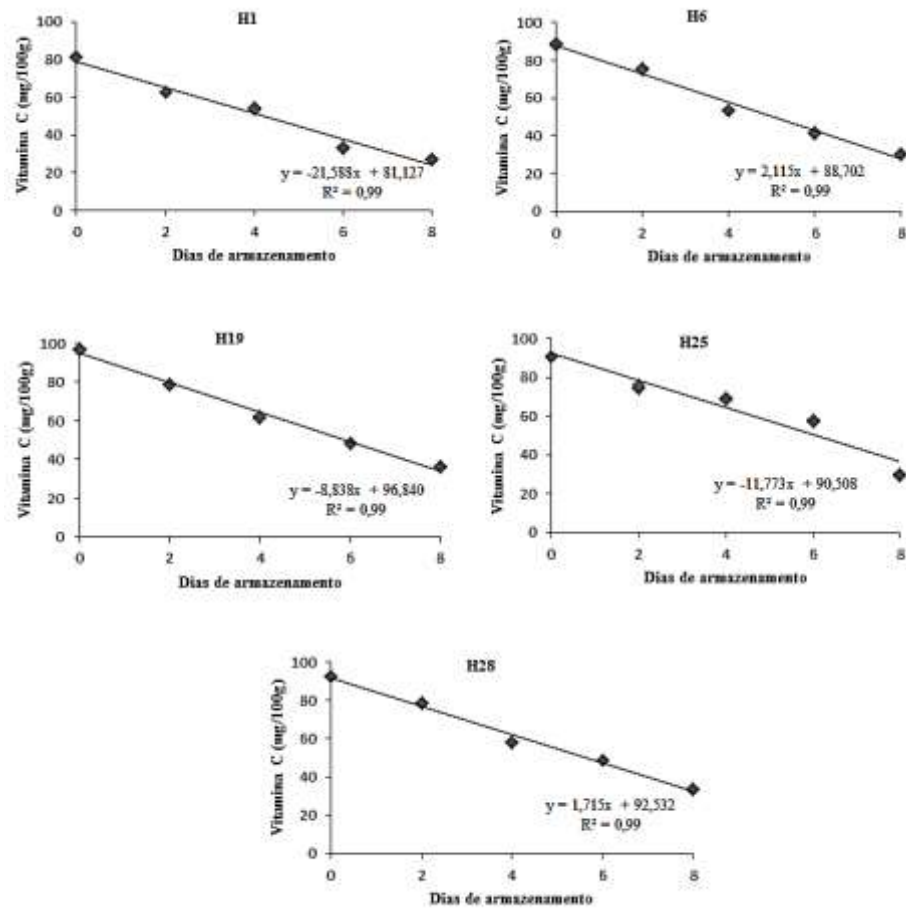 H1
Vitamina C (mg/100g)
100
80
60
40
20
0
y = -21,588x + 81,127
R² = 0,99
0 2 4 6 8
Dias de armazenamento
H6
Vitamina C (mg/100g)
100
80
60
40
20
0
y = 2,115x + 88,702
R² = 0,99
0 2 4 6 8
Dias de armazenamento
H19
Vitamina C (mg/100g)
100
80
60
40
20
0
y = -8,838x + 96,840
R² = 0,99
0 2 4 6 8
Dias de armazenamento
H25
Vitamina C (mg/100g)
100
80
60
40
20
0
y = -11,773x + 90,508
R² = 0,99
0 2 4 6 8
Dias de armazenamento
H28
Vitamina C (mg/100g)
100
80
60
40
20
0
y = 1,715x + 92,532
R² = 0,99
0 2 4 6 8
Dias de armazenamento